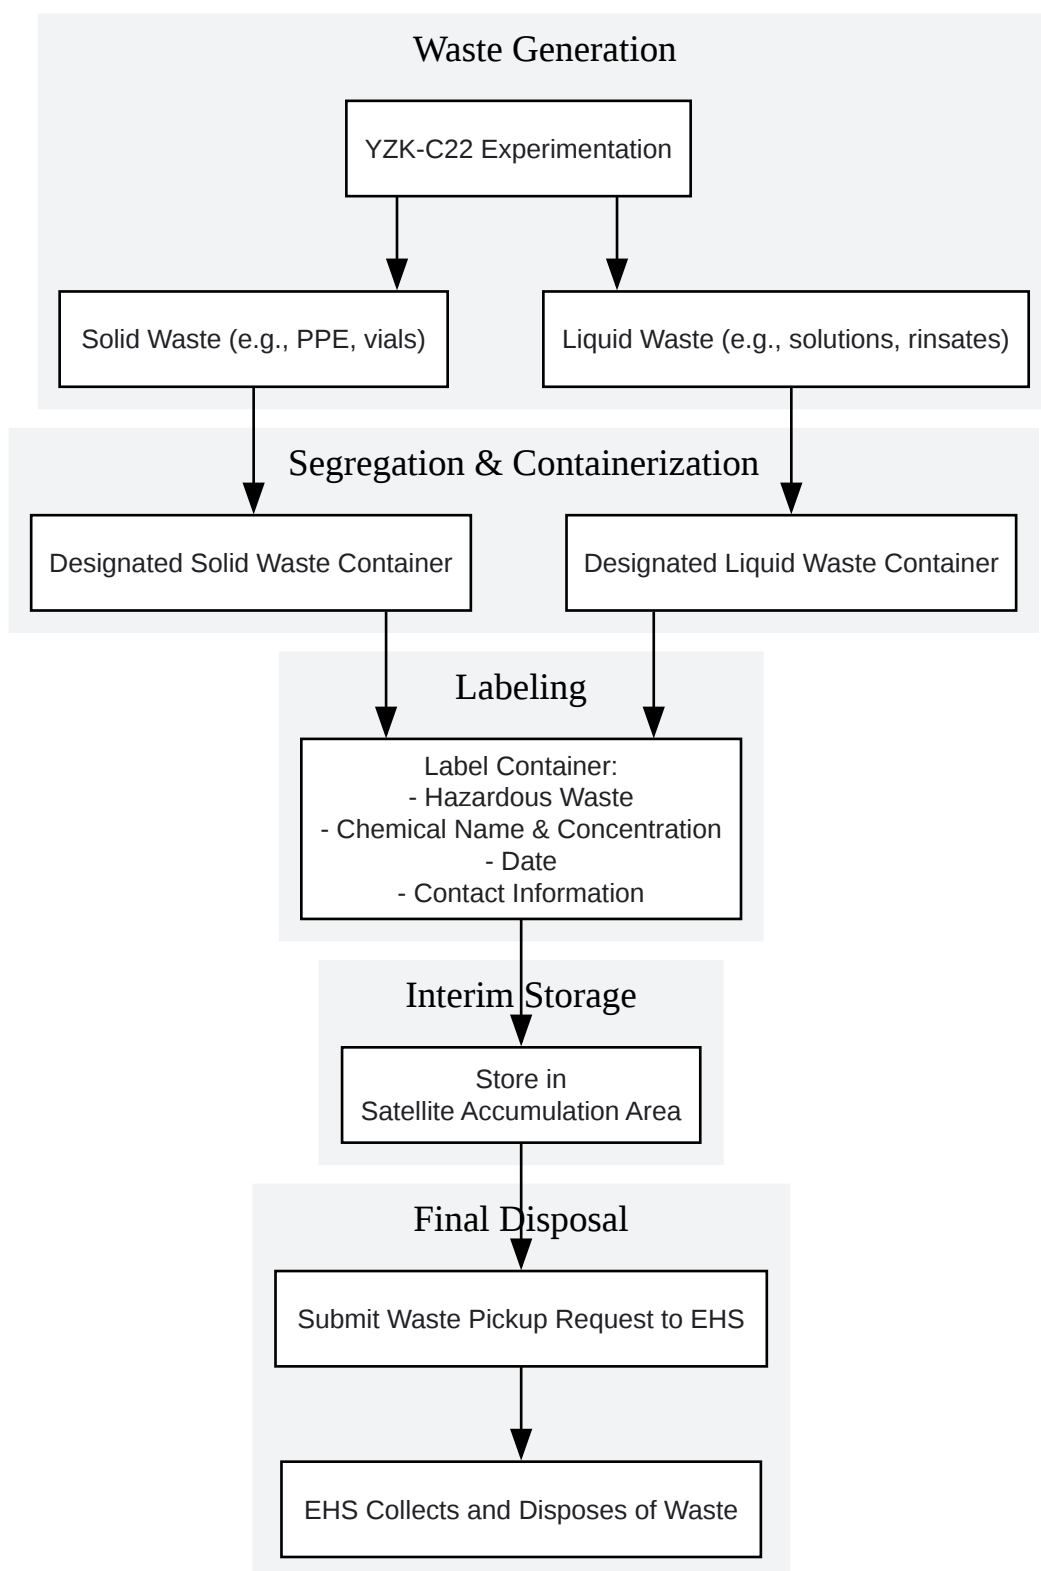 Waste Generation
YZK-C22 Experimentation
Solid Waste (e.g., PPE, vials)
Liquid Waste (e.g., solutions, rinsates)
Segregation & Containerization
Designated Solid Waste Container
Designated Liquid Waste Container
Labeling
Label Container:
- Hazardous Waste
- Chemical Name & Concentration
- Date
- Contact Information
Interim Storage
Store in
Satellite Accumulation Area
Final Disposal
Submit Waste Pickup Request to EHS
EHS Collects and Disposes of Waste